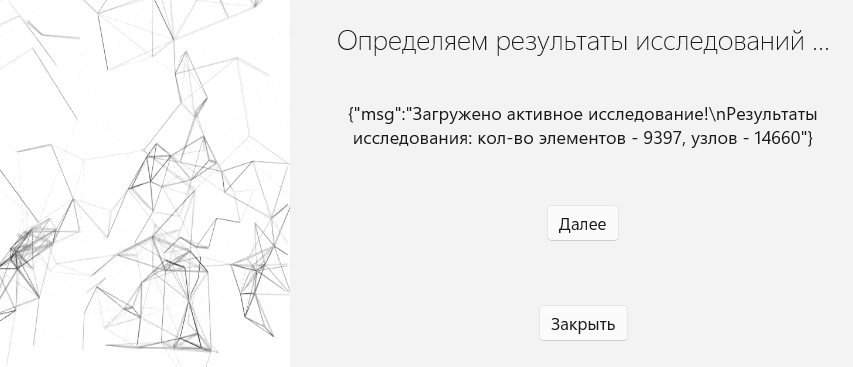 Определяем результаты исследований ...
{"msg":"Загружено активное исследование!\nРезультаты
исследования: кол-во элементов - 9397, узлов - 14660"}
Далее
Закрыть